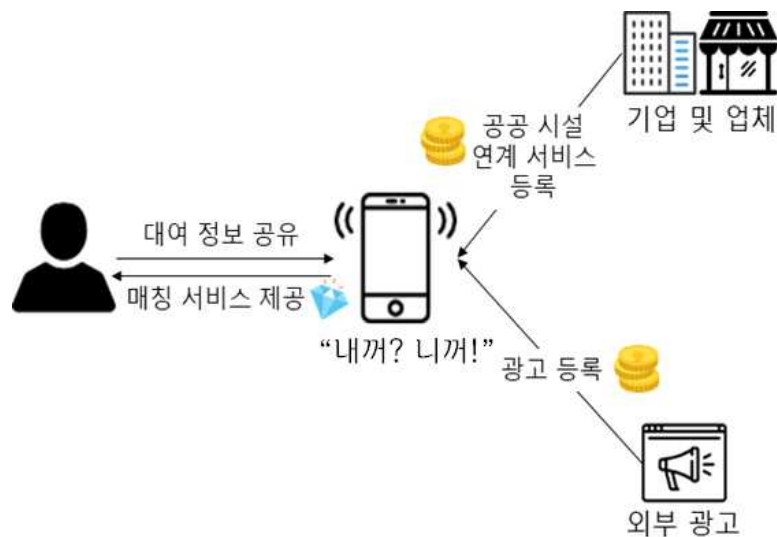 기업 및 업체
공공 시설
연계 서비스
등록
대여 정보 공유
매칭 서비스 제공
“내꺼? 니꺼!”
광고 등록
외부 광고